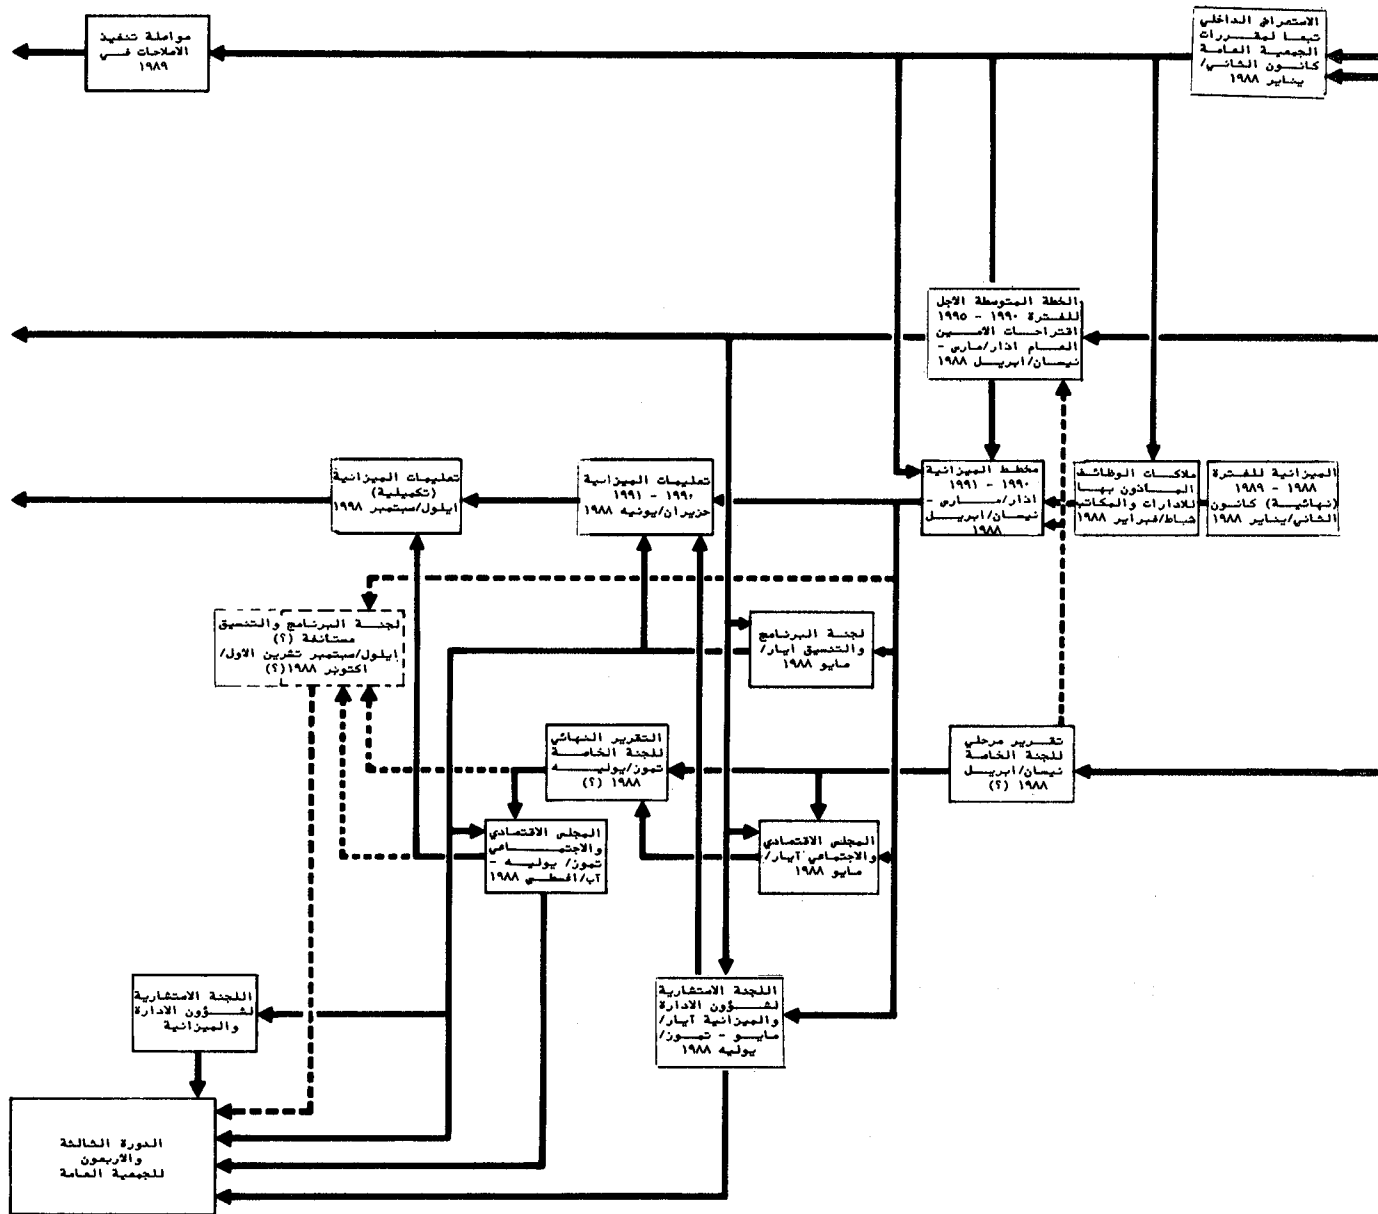 الاستعراض الداخلي
تبعا لمقررات
الجمعية العامة
كانون الثاني/
يناير ١٩٨٨
مواصلة تنفيذ
الاصلاحات في
١٩٨٩
الخطة المتوسطة الاجل
للفترة ١٩٩٠ - ١٩٩٥
اقتراحات الامين
العام اذار/مارس -
نيسان/ابريل ١٩٨٨
الميزانية للفترة
١٩٨٨ - ١٩٨٩
(نهائية) كانون
الثاني/يناير ١٩٨٨
ملاكات الوظائف
المأذون بها
للادارات والمكاتب
شباط/فبراير ١٩٨٨
مخطط الميزانية
١٩٩٠ - ١٩٩١
اذار/مارس -
نيسان/ابريل
١٩٨٨
تعليمات الميزانية
١٩٩٠ - ١٩٩١
حزيران/يونيه ١٩٨٨
تعليمات الميزانية
(تكميلية)
ايلول/سبتمبر ١٩٩٨
لجنة البرنامج
والتنسيق ايار/
مايو ١٩٨٨
لجنة البرنامج والتنسيق
مستأنفة (؟)
ايلول/سبتمبر تشرين الاول/
اكتوبر ١٩٨٨(؟)
تقرير مرحلي
للجنة الخاصة
نيسان/ابريل
١٩٨٨ (؟)
التقرير النهائي
للجنة الخاصة
تموز/يوليه
١٩٨٨ (؟)
المجلس الاقتصادي
والاجتماعي آيار/
مايو ١٩٨٨
المجلس الاقتصادي
والاجتماعي
تموز/يوليه -
آب/اغسطس ١٩٨٨
اللجنة الاستشارية
لشؤون الادارة
والميزانية آيار/
مايو - تموز/
يوليه ١٩٨٨
اللجنة الاستشارية
لشؤون الادارة
والميزانية
الدورة الثالثة
والاربعون
للجمعية العامة